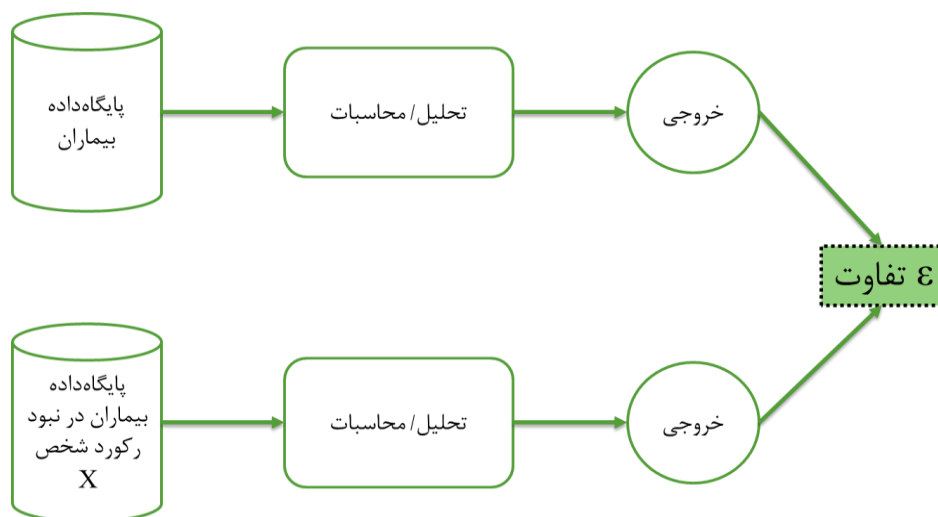 پایگاه‌داده
بیماران
تحلیل/محاسبات
خروجی
تفاوت ε
پایگاه‌داده
بیماران در نبود
رکورد شخص
X
تحلیل/محاسبات
خروجی